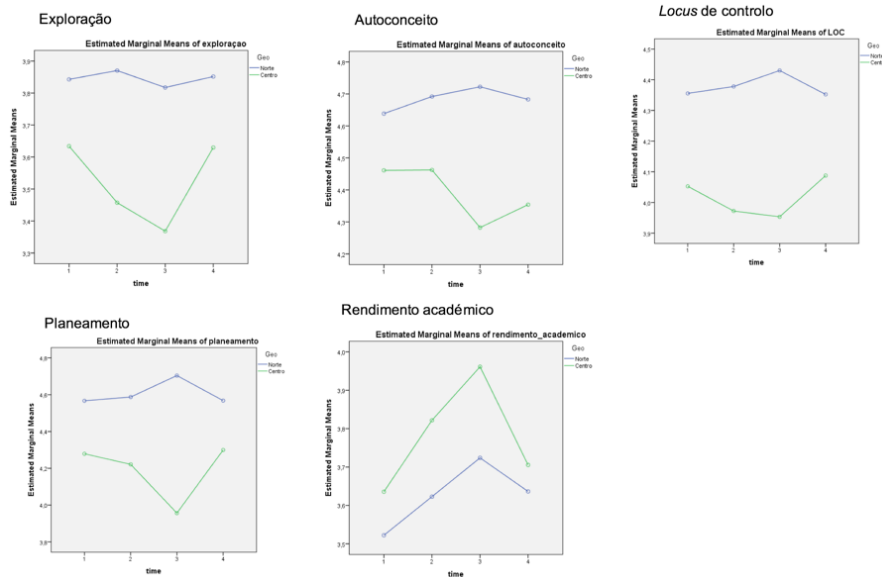 Exploração
Estimated Marginal Means of exploraçao
Geo
Norte
Centro
Estimated Marginal Means
3,9
3,8
3,7
3,6
3,5
3,4
3,3
1 2 3 4
time
Autoconceito
Estimated Marginal Means of autoconceito
Geo
Norte
Centro
Estimated Marginal Means
4,8
4,7
4,6
4,5
4,4
4,3
4,2
1 2 3 4
time
Locus de controlo
Estimated Marginal Means of LOC
Geo
Norte
Centro
Estimated Marginal Means
4,5
4,4
4,3
4,2
4,1
4,0
3,9
1 2 3 4
time
Planeamento
Estimated Marginal Means of planeamento
Geo
Norte
Centro
Estimated Marginal Means
4,8
4,6
4,4
4,2
4,0
3,8
1 2 3 4
time
Rendimento académico
Estimated Marginal Means of rendimento_academico
Geo
Norte
Centro
Estimated Marginal Means
4,0
3,9
3,8
3,7
3,6
3,5
1 2 3 4
time